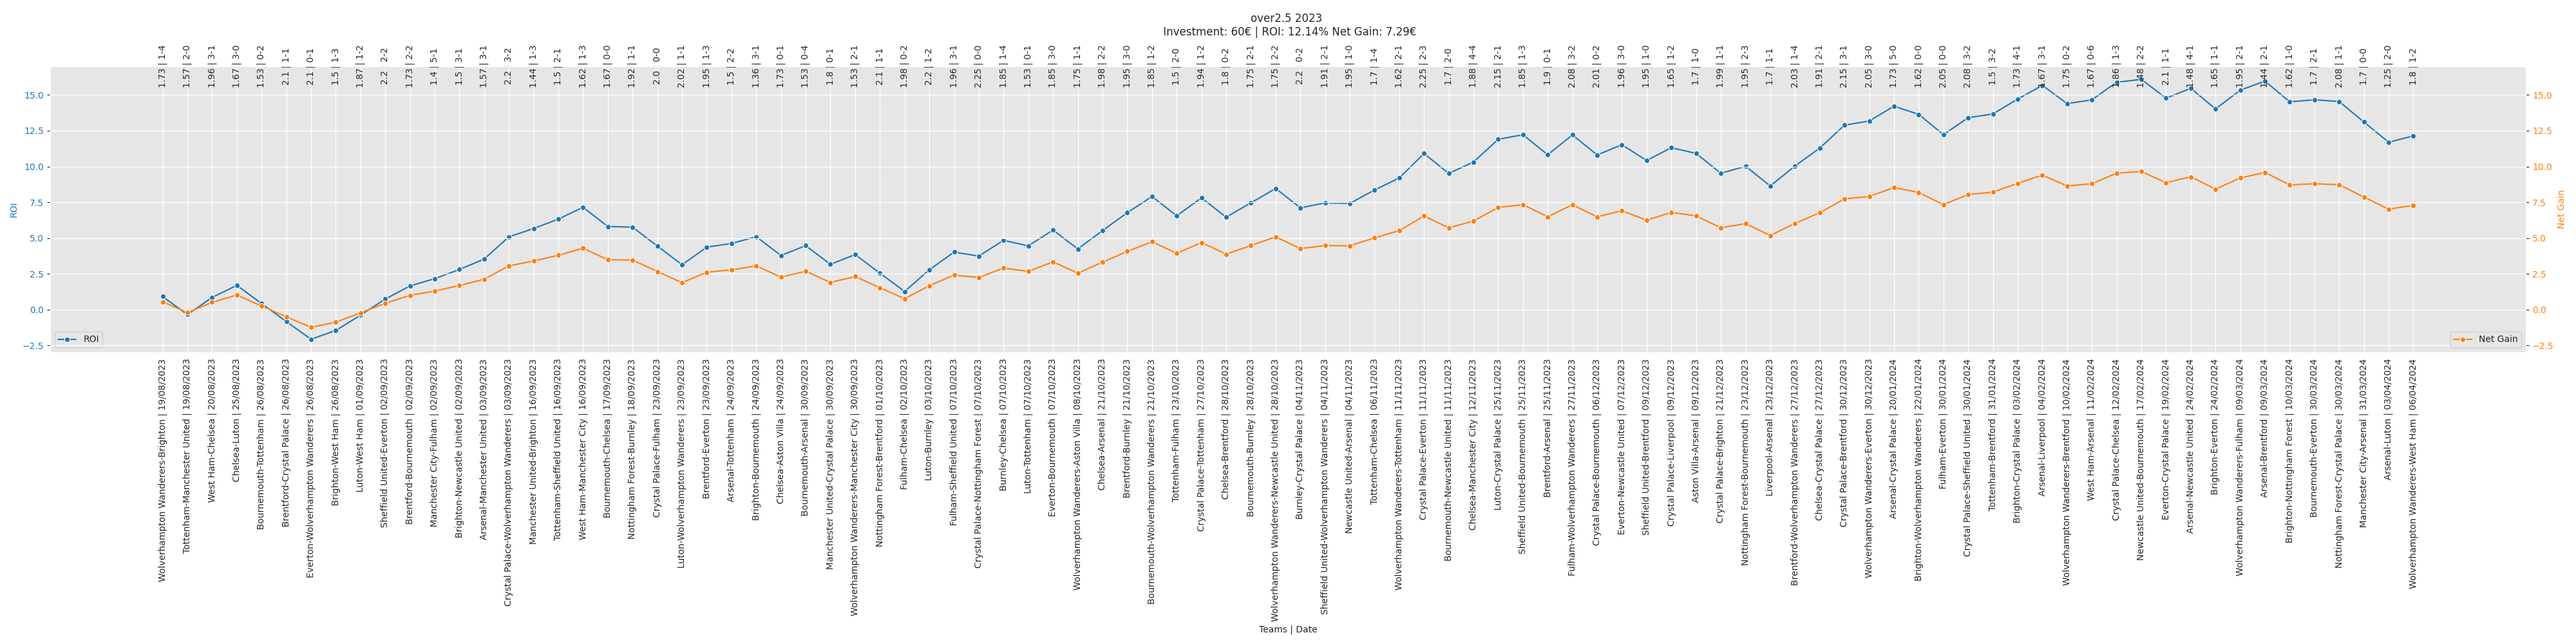 over2.5 2023
Investment: 60€ | ROI: 12.14% Net Gain: 7.29€
1.73 | 1-4
1.57 | 2-0
1.96 | 3-1
1.67 | 3-0
1.53 | 0-2
2.1 | 1-1
2.1 | 0-1
1.5 | 1-3
1.87 | 1-2
2.2 2-2
1.73 | 2-2
1.4 | 5-1
1.5 | 3-1
1.57 | 3-1
2.2 3-2
1.44 | 1-3
1.5 | 2-1
1.62 | 1-3
1.67 | 0-0
1.92 | 1-1
2.0 0-0
2.02 | 1-1
1.95 | 1-3
1.5 | 2-2
1.36 | 3-1
1.73 | 0-1
1.53 | 0-4
1.8 | 0-1
1.53 | 2-1
2.1 | 1-1
1.98 | 0-2
2.2 | 1-2
1.96 | 3-1
2.25 | 0-0
1.85 | 1-4
1.53 | 0-1
1.85 | 3-0
1.75 | 1-1
1.98 | 2-2
1.95 | 3-0
1.85 | 1-2
1.5 | 2-0
1.94 | 1-2
1.8 | 0-2
1.75 | 2-1
1.75 | 2-2
2.2 0-2
1.91 | 2-1
1.95 | 1-0
1.7 | 1-4
1.62 | 2-1
2.25 | 2-3
1.7 | 2-0
1.88 | 4-4
2.15 | 2-1
1.85 | 1-3
1.9 | 0-1
2.08 | 3-2
2.01 | 0-2
1.96 | 3-0
1.95 | 1-0
1.65 | 1-2
1.7 | 1-0
1.99 | 1-1
1.95 | 2-3
1.7 | 1-1
2.03 | 1-4
1.91 | 2-1
2.15 | 3-1
2.05 | 3-0
1.73 | 5-0
1.62 | 0-0
2.05 | 0-0
2.08 | 3-2
1.5 | 3-2
1.73 | 4-1
1.67 | 3-1
1.75 | 0-2
1.67 | 0-6
1.86 | 1-3
1.48 | 2-2
2.1 | 1-1
1.48 | 4-1
1.65 | 1-1
1.95 | 2-1
1.44 | 2-1
1.62 | 1-0
1.7 | 2-1
2.08 | 1-1
1.7 | 0-0
1.25 | 2-0
1.8 | 1-2
15.0
12.5
10.0
7.5
5.0
2.5
0.0
−2.5
ROI
ROI
15.0
12.5
10.0
7.5
5.0
2.5
0.0
−2.5
Net Gain
Net Gain
Wolverhampton Wanderers-Brighton | 19/08/2023
Tottenham-Manchester United | 19/08/2023
West Ham-Chelsea | 20/08/2023
Chelsea-Luton | 25/08/2023
Bournemouth-Tottenham | 26/08/2023
Brentford-Crystal Palace | 26/08/2023
Everton-Wolverhampton Wanderers | 26/08/2023
Brighton-West Ham | 26/08/2023
Luton-West Ham | 01/09/2023
Sheffield United-Everton | 02/09/2023
Brentford-Bournemouth | 02/09/2023
Manchester City-Fulham | 02/09/2023
Brighton-Newcastle United | 02/09/2023
Arsenal-Manchester United | 03/09/2023
Crystal Palace-Wolverhampton Wanderers | 03/09/2023
Manchester United-Brighton | 16/09/2023
Tottenham-Sheffield United | 16/09/2023
West Ham-Manchester City | 16/09/2023
Bournemouth-Chelsea | 17/09/2023
Nottingham Forest-Burnley | 18/09/2023
Crystal Palace-Fulham | 23/09/2023
Luton-Wolverhampton Wanderers | 23/09/2023
Brentford-Everton | 23/09/2023
Arsenal-Tottenham | 24/09/2023
Brighton-Bournemouth | 24/09/2023
Chelsea-Aston Villa | 24/09/2023
Bournemouth-Arsenal | 30/09/2023
Manchester United-Crystal Palace | 30/09/2023
Wolverhampton Wanderers-Manchester City | 30/09/2023
Nottingham Forest-Brentford | 01/10/2023
Fulham-Chelsea | 02/10/2023
Luton-Burnley | 03/10/2023
Fulham-Sheffield United | 07/10/2023
Crystal Palace-Nottingham Forest | 07/10/2023
Burnley-Chelsea | 07/10/2023
Luton-Tottenham | 07/10/2023
Everton-Bournemouth | 07/10/2023
Wolverhampton Wanderers-Aston Villa | 08/10/2023
Chelsea-Arsenal | 21/10/2023
Brentford-Burnley | 21/10/2023
Bournemouth-Wolverhampton Wanderers | 21/10/2023
Tottenham-Fulham | 23/10/2023
Crystal Palace-Tottenham | 27/10/2023
Chelsea-Brentford | 28/10/2023
Bournemouth-Burnley | 28/10/2023
Wolverhampton Wanderers-Newcastle United | 28/10/2023
Burnley-Crystal Palace | 04/11/2023
Sheffield United-Wolverhampton Wanderers | 04/11/2023
Newcastle United-Arsenal | 04/11/2023
Tottenham-Chelsea | 06/11/2023
Wolverhampton Wanderers-Tottenham | 11/11/2023
Crystal Palace-Everton | 11/11/2023
Bournemouth-Newcastle United | 11/11/2023
Chelsea-Manchester City | 12/11/2023
Luton-Crystal Palace | 25/11/2023
Sheffield United-Bournemouth | 25/11/2023
Brentford-Arsenal | 25/11/2023
Fulham-Wolverhampton Wanderers | 27/11/2023
Crystal Palace-Bournemouth | 06/12/2023
Everton-Newcastle United | 07/12/2023
Sheffield United-Brentford | 09/12/2023
Crystal Palace-Liverpool | 09/12/2023
Aston Villa-Arsenal | 09/12/2023
Crystal Palace-Brighton | 21/12/2023
Nottingham Forest-Bournemouth | 23/12/2023
Liverpool-Arsenal | 23/12/2023
Brentford-Wolverhampton Wanderers | 27/12/2023
Chelsea-Crystal Palace | 27/12/2023
Crystal Palace-Brentford | 30/12/2023
Wolverhampton Wanderers-Everton | 30/12/2023
Arsenal-Crystal Palace | 20/01/2024
Brighton-Wolverhampton Wanderers | 22/01/2024
Fulham-Everton | 30/01/2024
Crystal Palace-Sheffield United | 30/01/2024
Tottenham-Brentford | 31/01/2024
Brighton-Crystal Palace | 03/02/2024
Arsenal-Liverpool | 04/02/2024
Wolverhampton Wanderers-Brentford | 10/02/2024
West Ham-Arsenal | 11/02/2024
Crystal Palace-Chelsea | 12/02/2024
Newcastle United-Bournemouth | 17/02/2024
Everton-Crystal Palace | 19/02/2024
Arsenal-Newcastle United | 24/02/2024
Brighton-Everton | 24/02/2024
Wolverhampton Wanderers-Fulham | 09/03/2024
Arsenal-Brentford | 09/03/2024
Brighton-Nottingham Forest | 10/03/2024
Bournemouth-Everton | 30/03/2024
Nottingham Forest-Crystal Palace | 30/03/2024
Manchester City-Arsenal | 31/03/2024
Arsenal-Luton | 03/04/2024
Wolverhampton Wanderers-West Ham | 06/04/2024
Teams | Date